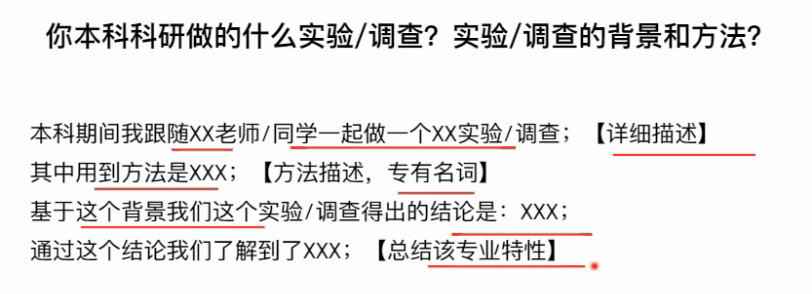 你本科科研做的什么实验/调查？实验/调查的背景和方法？
本科期间我跟随XX老师/同学一起做一个XX实验/调查；【详细描述】
其中用到方法是XXX；【方法描述，专有名词】
基于这个背景我们这个实验/调查得出的结论是：XXX；
通过这个结论我们了解到了XXX；【总结该专业特性】